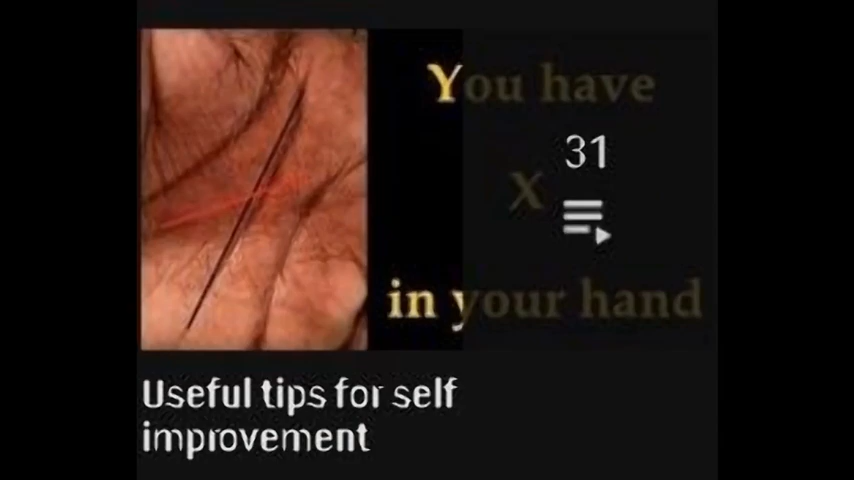 You have
31
X
in your hand
Useful tips for self
improvement